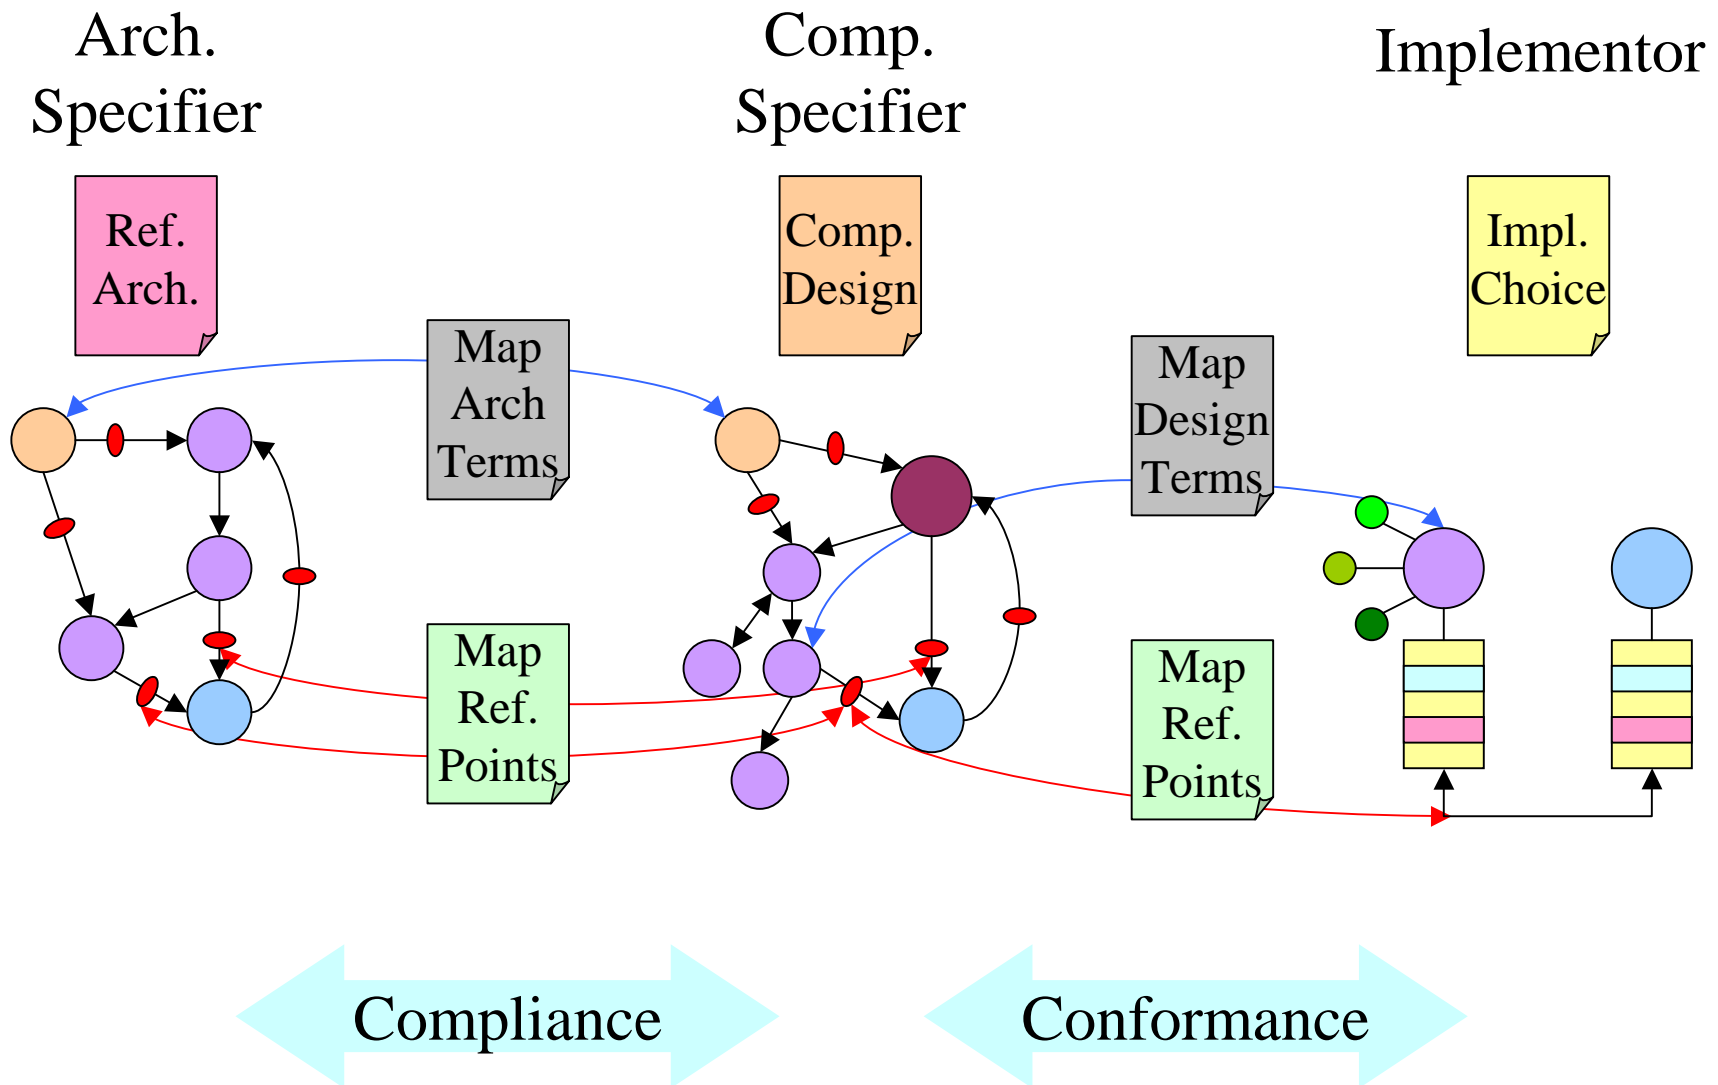 Arch.
Specifier
Comp.
Specifier
Implementor
Ref.
Arch.
Comp.
Design
Impl.
Choice
Map
Arch
Terms
Map
Design
Terms
Map
Ref.
Points
Map
Ref.
Points
Compliance
Conformance